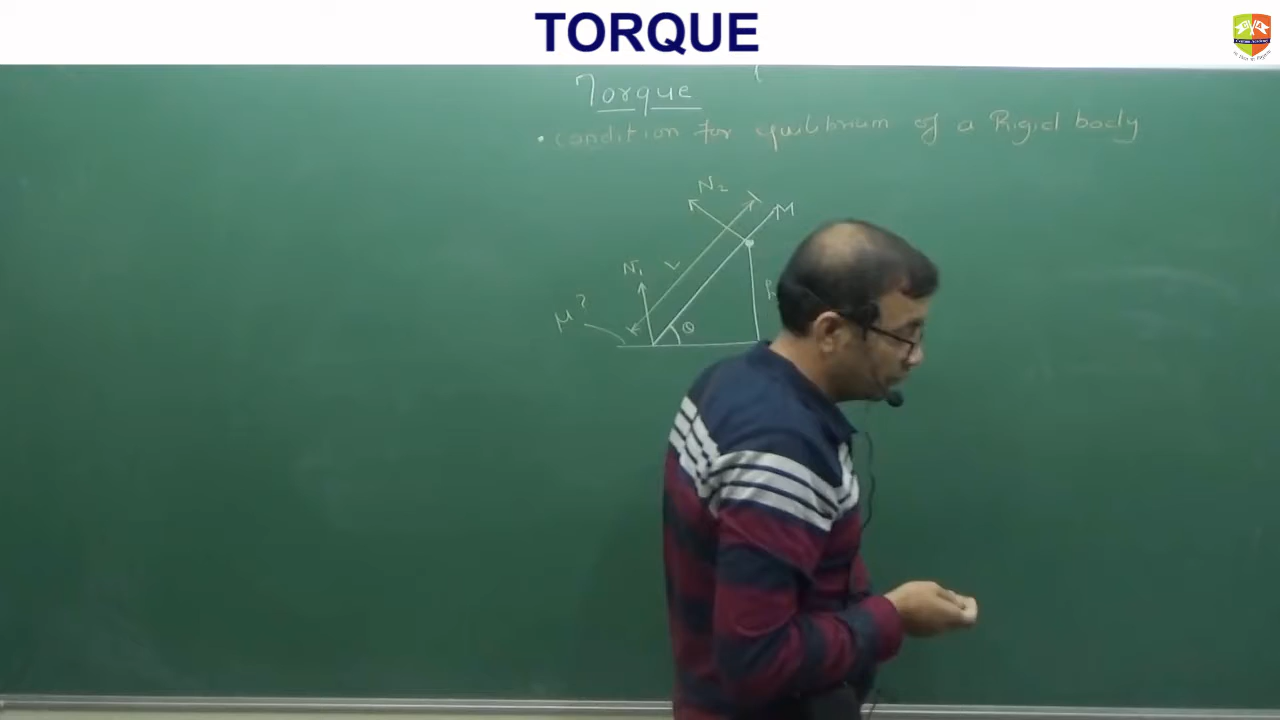 TORQUE
Torque
• condition for equilibrium of a Rigid body
N₂
M
N₁
L
h
μ?
θ